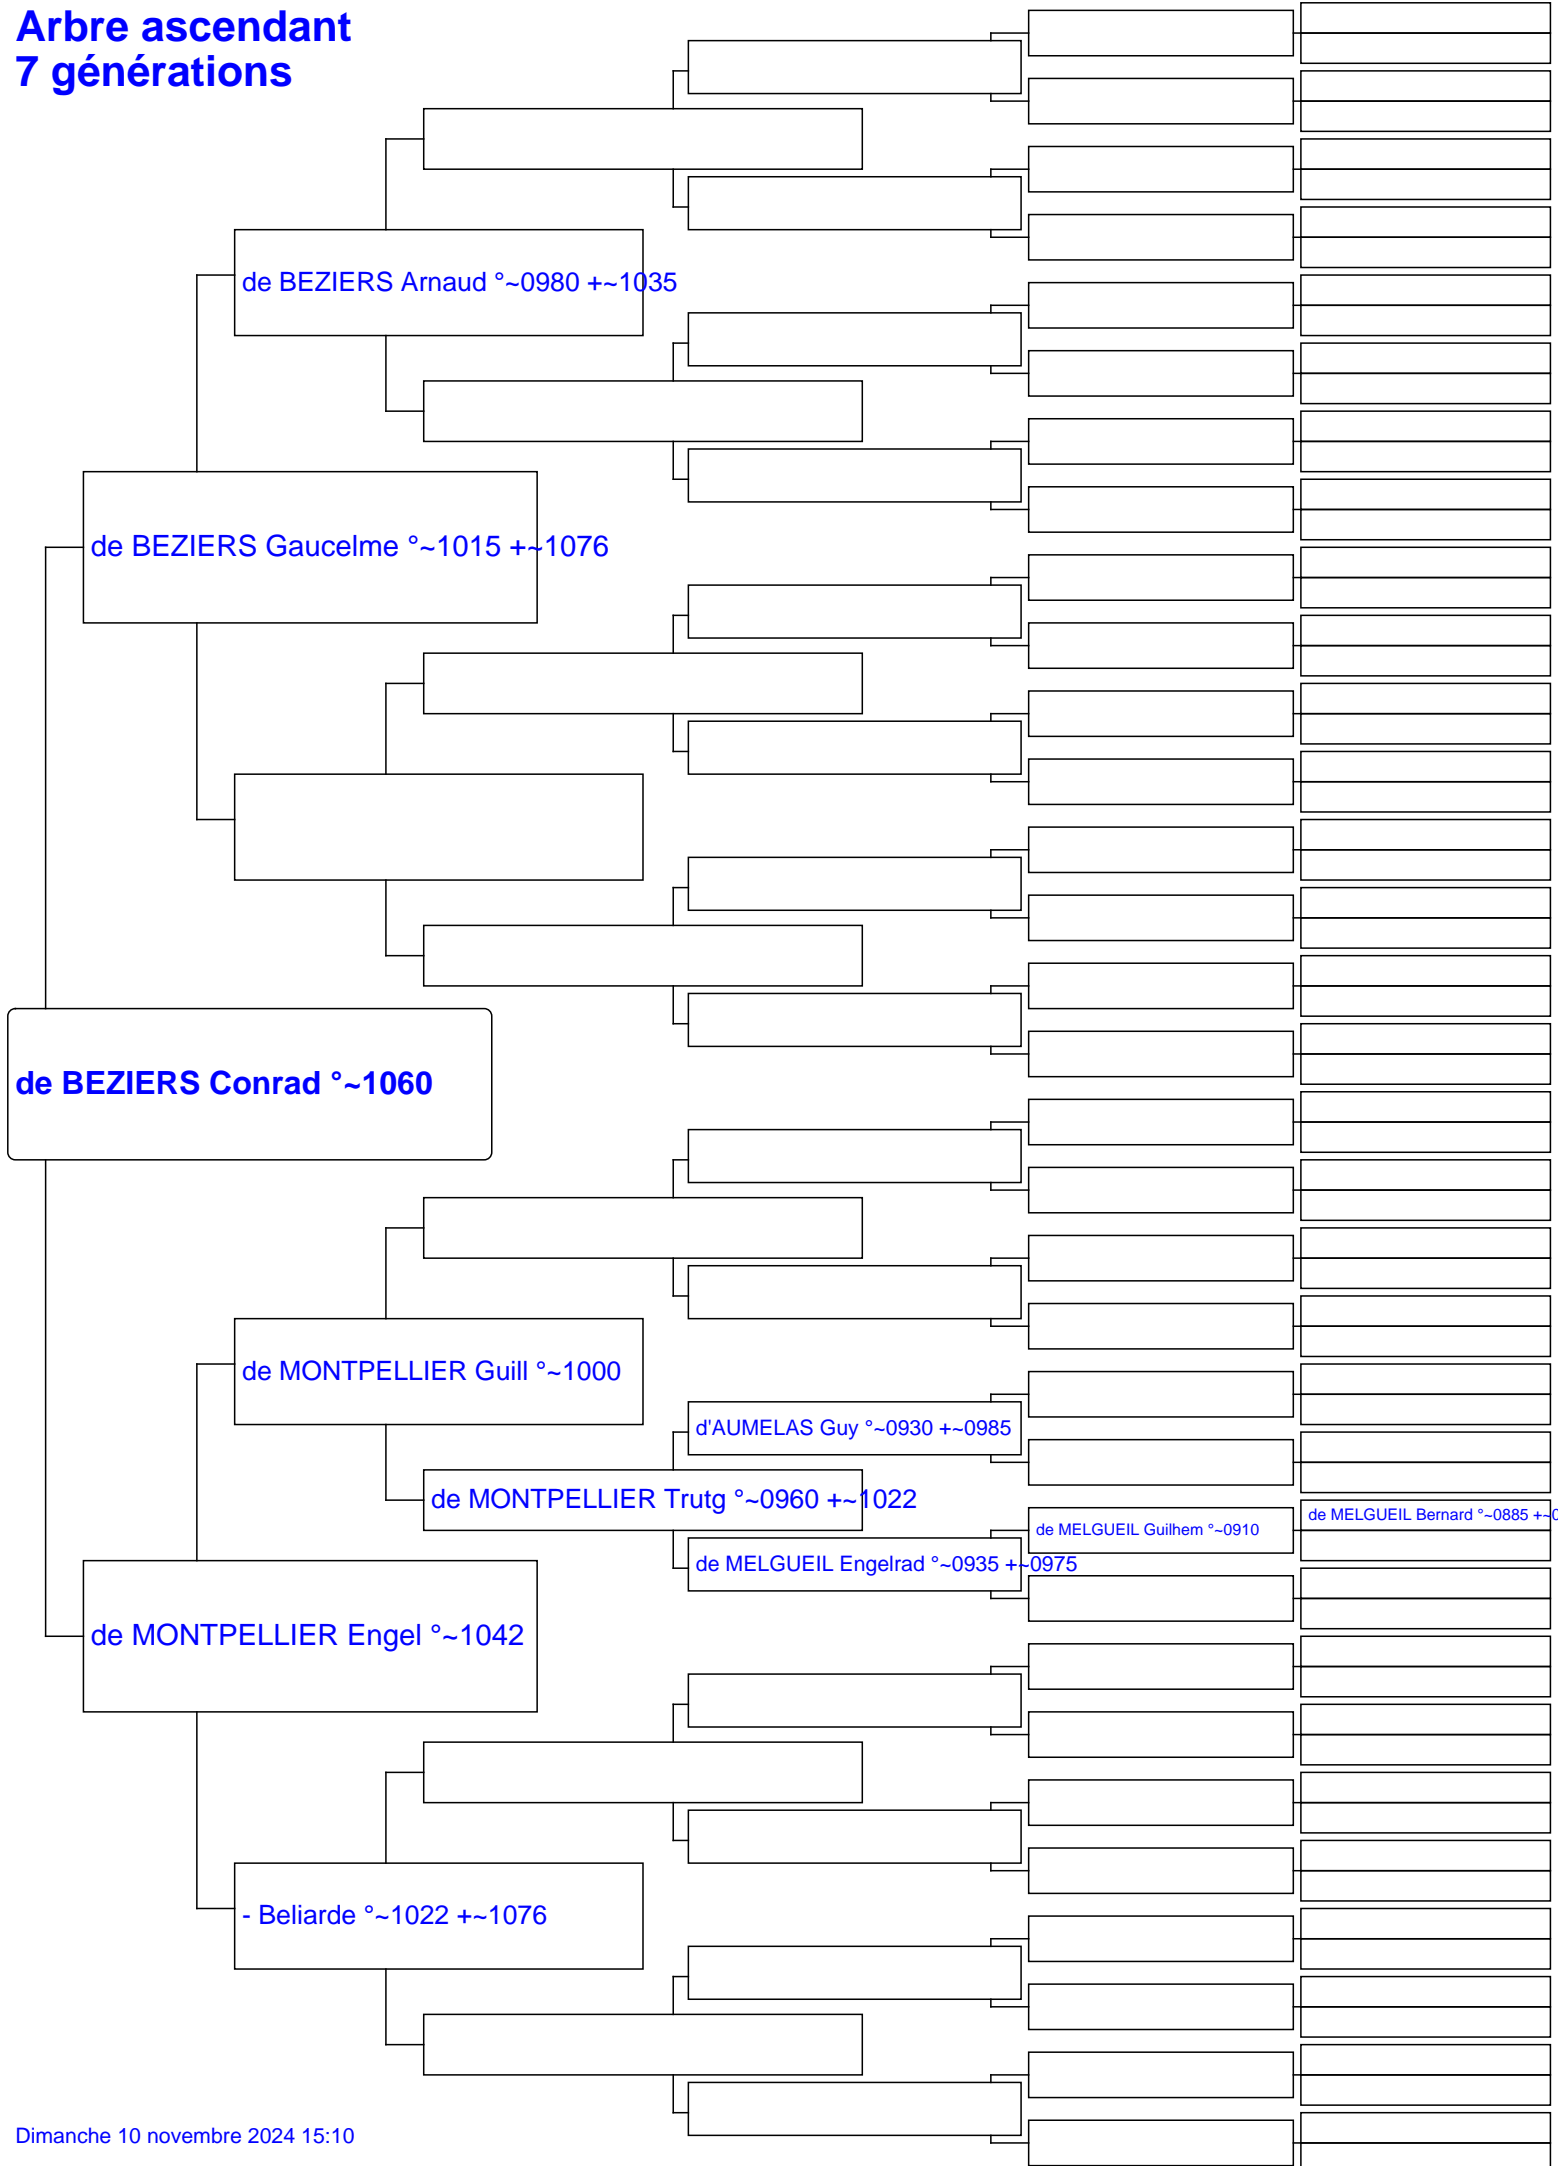 Arbre ascendant
7 générations
de BEZIERS Arnaud °~0980 +~1035
de BEZIERS Gaucelme °~1015 +~1076
de BEZIERS Conrad °~1060
de MONTPELLIER Guill °~1000
d'AUMELAS Guy °~0930 +~0985
de MONTPELLIER Trutg °~0960 +~1022
de MELGUEIL Bernard °~0885 +~0
de MELGUEIL Guilhem °~0910
de MELGUEIL Engelrad °~0935 +~0975
de MONTPELLIER Engel °~1042
- Beliarde °~1022 +~1076
Dimanche 10 novembre 2024 15:10